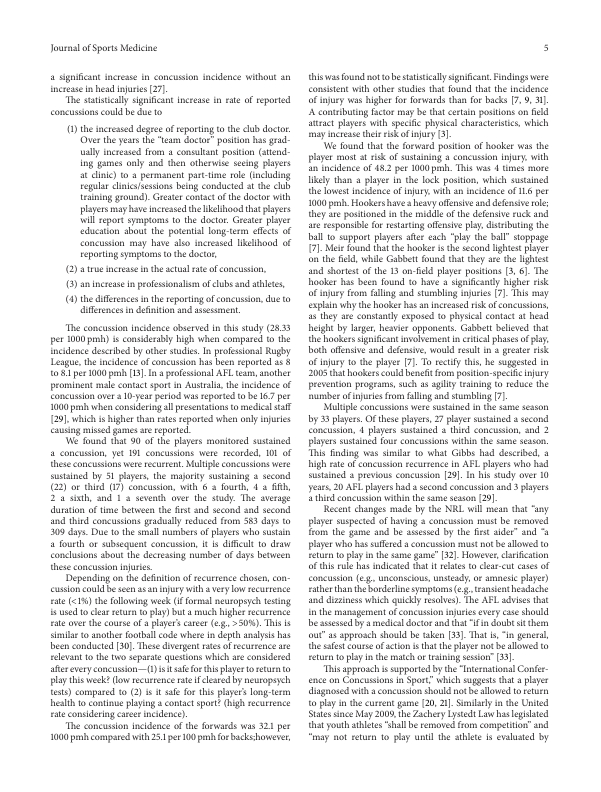 Journal of Sports Medicine
5
a significant increase in concussion incidence without an
increase in head injuries [27].
The statistically significant increase in rate of reported
concussions could be due to
(1) the increased degree of reporting to the club doctor.
Over the years the “team doctor” position has grad-
ually increased from a consultant position (attend-
ing games only and then otherwise seeing players
at clinic) to a permanent part-time role (including
regular clinics/sessions being conducted at the club
training ground). Greater contact of the doctor with
players may have increased the likelihood that players
will report symptoms to the doctor. Greater player
education about the potential long-term effects of
concussion may have also increased likelihood of
reporting symptoms to the doctor,
(2) a true increase in the actual rate of concussion,
(3) an increase in professionalism of clubs and athletes,
(4) the differences in the reporting of concussion, due to
differences in definition and assessment.
The concussion incidence observed in this study (28.33
per 1000 pmh) is considerably high when compared to the
incidence described by other studies. In professional Rugby
League, the incidence of concussion has been reported as 8
to 8.1 per 1000 pmh [13]. In a professional AFL team, another
prominent male contact sport in Australia, the incidence of
concussion over a 10-year period was reported to be 16.7 per
1000 pmh when considering all presentations to medical staff
[29], which is higher than rates reported when only injuries
causing missed games are reported.
We found that 90 of the players monitored sustained
a concussion, yet 191 concussions were recorded, 101 of
these concussions were recurrent. Multiple concussions were
sustained by 51 players, the majority sustaining a second
(22) or third (17) concussion, with 6 a fourth, 4 a fifth,
2 a sixth, and 1 a seventh over the study. The average
duration of time between the first and second and second
and third concussions gradually reduced from 583 days to
309 days. Due to the small numbers of players who sustain
a fourth or subsequent concussion, it is difficult to draw
conclusions about the decreasing number of days between
these concussion injuries.
Depending on the definition of recurrence chosen, con-
cussion could be seen as an injury with a very low recurrence
rate (<1%) the following week (if formal neuropsych testing
is used to clear return to play) but a much higher recurrence
rate over the course of a player’s career (e.g., >50%). This is
similar to another football code where in depth analysis has
been conducted [30]. These divergent rates of recurrence are
relevant to the two separate questions which are considered
after every concussion—(1) is it safe for this player to return to
play this week? (low recurrence rate if cleared by neuropsych
tests) compared to (2) is it safe for this player’s long-term
health to continue playing a contact sport? (high recurrence
rate considering career incidence).
The concussion incidence of the forwards was 32.1 per
1000 pmh compared with 25.1 per 100 pmh for backs;however,
this was found not to be statistically significant. Findings were
consistent with other studies that found that the incidence
of injury was higher for forwards than for backs [7, 9, 31].
A contributing factor may be that certain positions on field
attract players with specific physical characteristics, which
may increase their risk of injury [3].
We found that the forward position of hooker was the
player most at risk of sustaining a concussion injury, with
an incidence of 48.2 per 1000 pmh. This was 4 times more
likely than a player in the lock position, which sustained
the lowest incidence of injury, with an incidence of 11.6 per
1000 pmh. Hookers have a heavy offensive and defensive role;
they are positioned in the middle of the defensive ruck and
are responsible for restarting offensive play, distributing the
ball to support players after each “play the ball” stoppage
[7]. Meir found that the hooker is the second lightest player
on the field, while Gabbett found that they are the lightest
and shortest of the 13 on-field player positions [3, 6]. The
hooker has been found to have a significantly higher risk
of injury from falling and stumbling injuries [7]. This may
explain why the hooker has an increased risk of concussions,
as they are constantly exposed to physical contact at head
height by larger, heavier opponents. Gabbett believed that
the hookers significant involvement in critical phases of play,
both offensive and defensive, would result in a greater risk
of injury to the player [7]. To rectify this, he suggested in
2005 that hookers could benefit from position-specific injury
prevention programs, such as agility training to reduce the
number of injuries from falling and stumbling [7].
Multiple concussions were sustained in the same season
by 33 players. Of these players, 27 player sustained a second
concussion, 4 players sustained a third concussion, and 2
players sustained four concussions within the same season.
This finding was similar to what Gibbs had described, a
high rate of concussion recurrence in AFL players who had
sustained a previous concussion [29]. In his study over 10
years, 20 AFL players had a second concussion and 3 players
a third concussion within the same season [29].
Recent changes made by the NRL will mean that “any
player suspected of having a concussion must be removed
from the game and be assessed by the first aider” and “a
player who has suffered a concussion must not be allowed to
return to play in the same game” [32]. However, clarification
of this rule has indicated that it relates to clear-cut cases of
concussion (e.g., unconscious, unsteady, or amnesic player)
rather than the borderline symptoms (e.g., transient headache
and dizziness which quickly resolves). The AFL advises that
in the management of concussion injuries every case should
be assessed by a medical doctor and that “if in doubt sit them
out” as approach should be taken [33]. That is, “in general,
the safest course of action is that the player not be allowed to
return to play in the match or training session” [33].
This approach is supported by the “International Confer-
ence on Concussions in Sport,” which suggests that a player
diagnosed with a concussion should not be allowed to return
to play in the current game [20, 21]. Similarly in the United
States since May 2009, the Zachery Lystedt Law has legislated
that youth athletes “shall be removed from competition” and
“may not return to play until the athlete is evaluated by